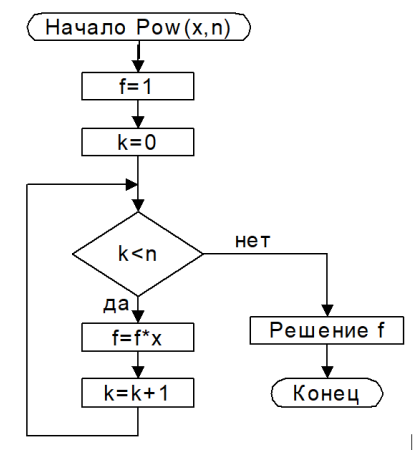 Начало Pow(x,n)
f=1
k=0
k<n
нет
да
f=f*x
Решение f
k=k+1
Конец